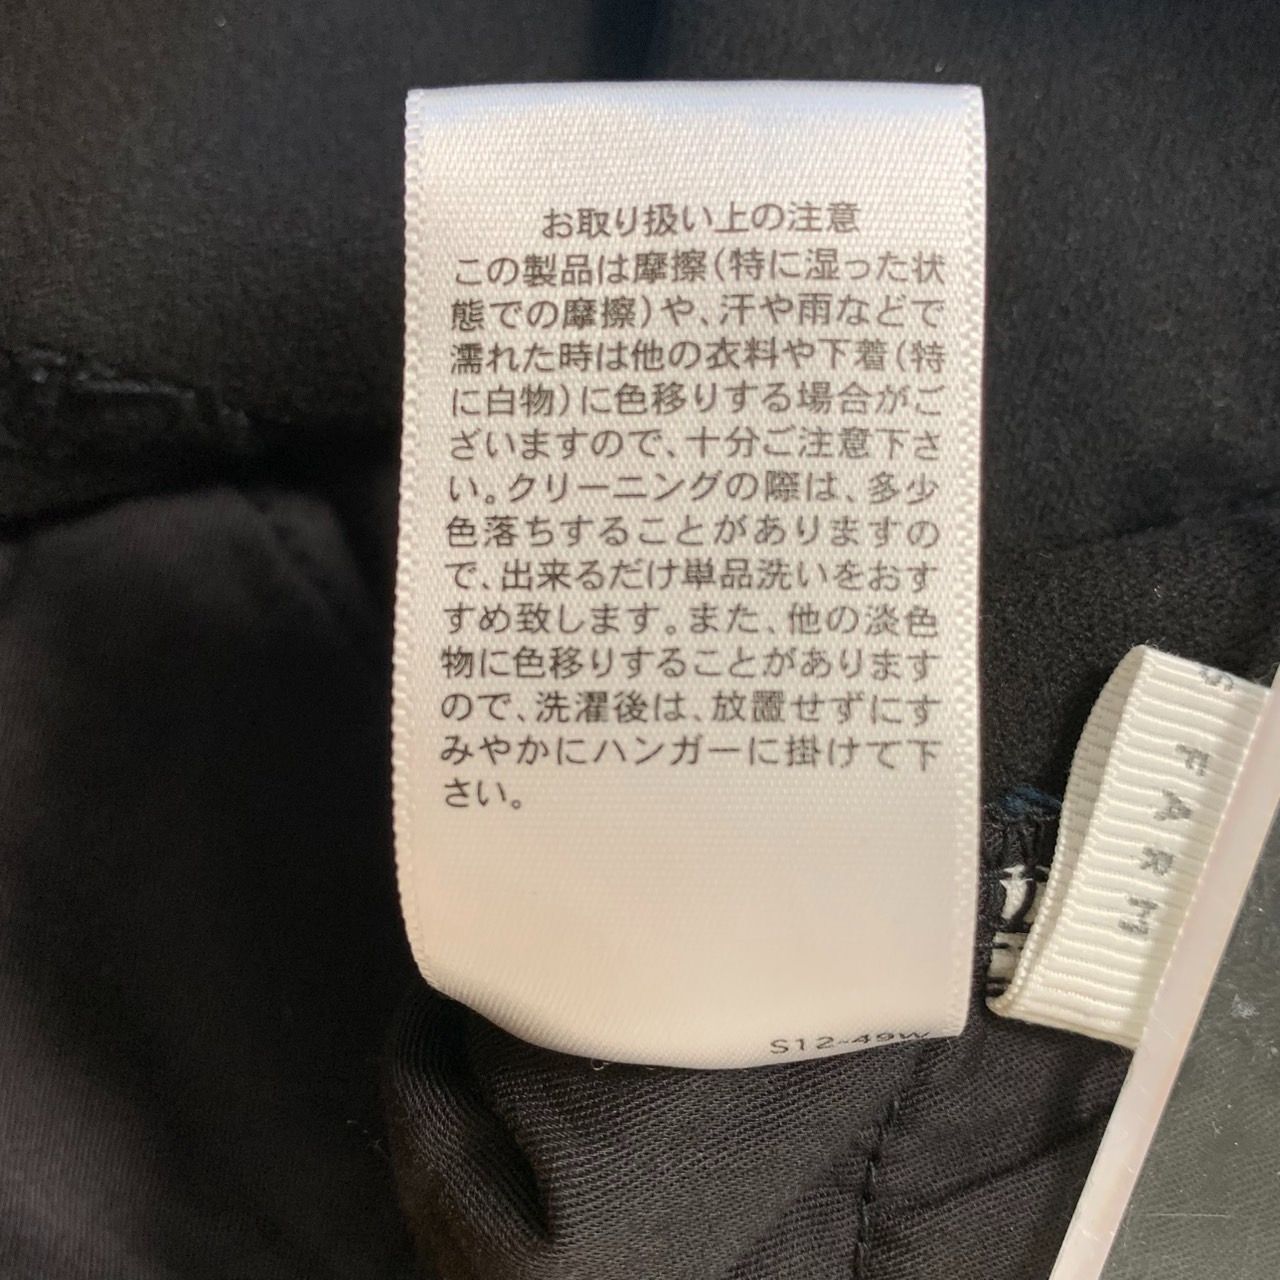 お取り扱い上の注意
この製品は摩擦(特に湿った状
態での摩擦)や、汗や雨などで
濡れた時は他の衣料や下着(特
に白物)に色移りする場合がご
ざいますので、十分ご注意下さ
い。クリーニングの際は、多少
色落ちすることがありますの
で、出来るだけ単品洗いをおす
すめ致します。また、他の淡色
物に色移りすることがあります
ので、洗濯後は、放置せずにす
みやかにハンガーに掛けて下
さい。
S12-49W
S FARM